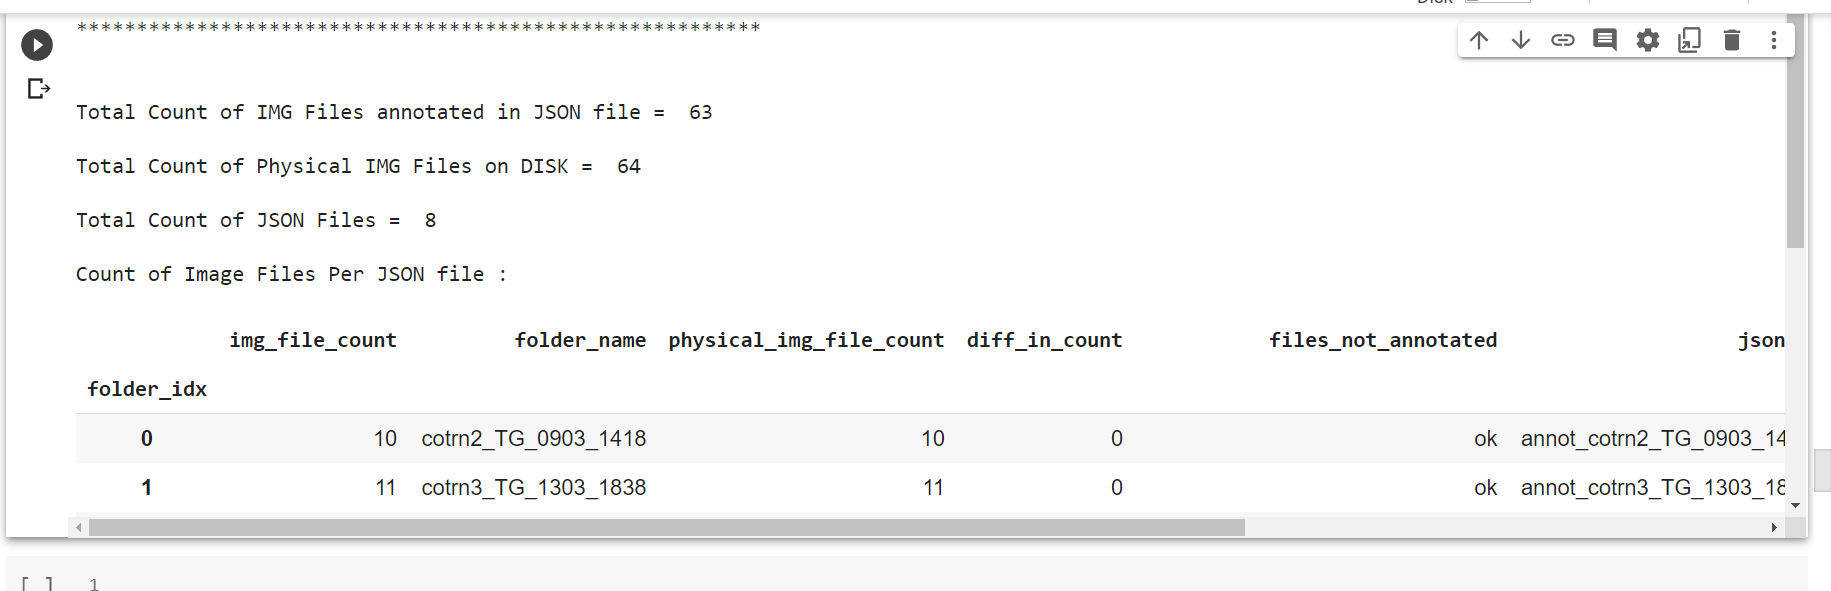 Disk
*********************************************************
Total Count of IMG Files annotated in JSON file =  63
Total Count of Physical IMG Files on DISK =  64
Total Count of JSON Files =  8
Count of Image Files Per JSON file :
img_file_count folder_name physical_img_file_count diff_in_count files_not_annotated json
folder_idx
0 10 cotrn2_TG_0903_1418 10 0 ok annot_cotrn2_TG_0903_14
1 11 cotrn3_TG_1303_1838 11 0 ok annot_cotrn3_TG_1303_18
[ ] 1